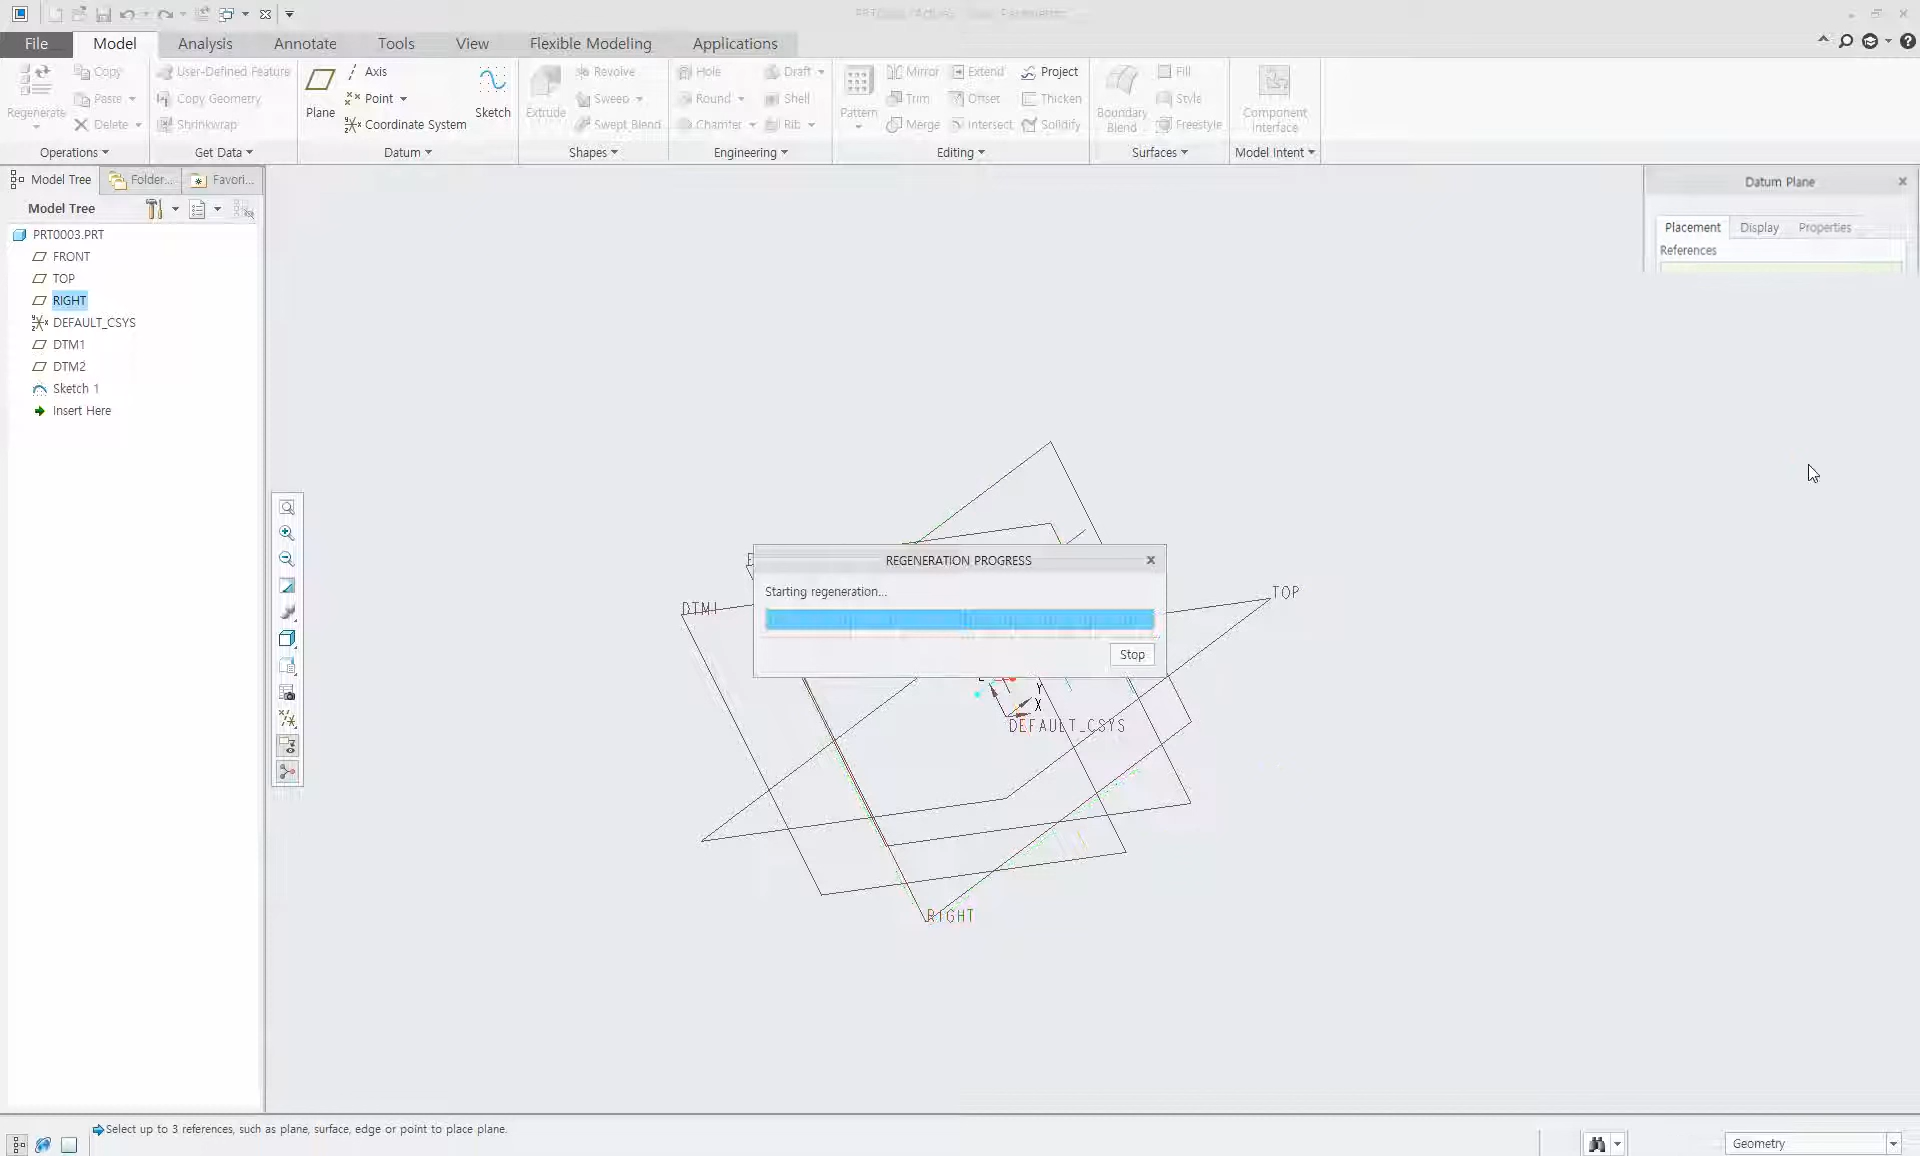 File Model Analysis Annotate Tools View Flexible Modeling Applications
Regenerate
Copy
Paste
Delete
Operations
User-Defined Feature
Copy Geometry
Shrinkwrap
Get Data
Plane
Axis
Point
Coordinate System
Sketch
Datum
Extrude
Revolve
Sweep
Swept Blend
Shapes
Hole
Round
Chamfer
Draft
Shell
Rib
Engineering
Pattern
Mirror
Trim
Merge
Extend
Offset
Intersect
Project
Thicken
Solidify
Editing
Boundary
Blend
Fill
Style
Freestyle
Surfaces
Component
Interface
Model Intent
Model Tree Folder... Favori...
Model Tree
PRT0003.PRT
FRONT
TOP
RIGHT
DEFAULT_CSYS
DTM1
DTM2
Sketch 1
Insert Here
Datum Plane
Placement Display Properties
References
REGENERATION PROGRESS
Starting regeneration...
Stop
DTM1
TOP
Y
X
DEFAULT_CSYS
RIGHT
Select up to 3 references, such as plane, surface, edge or point to place plane.
Geometry